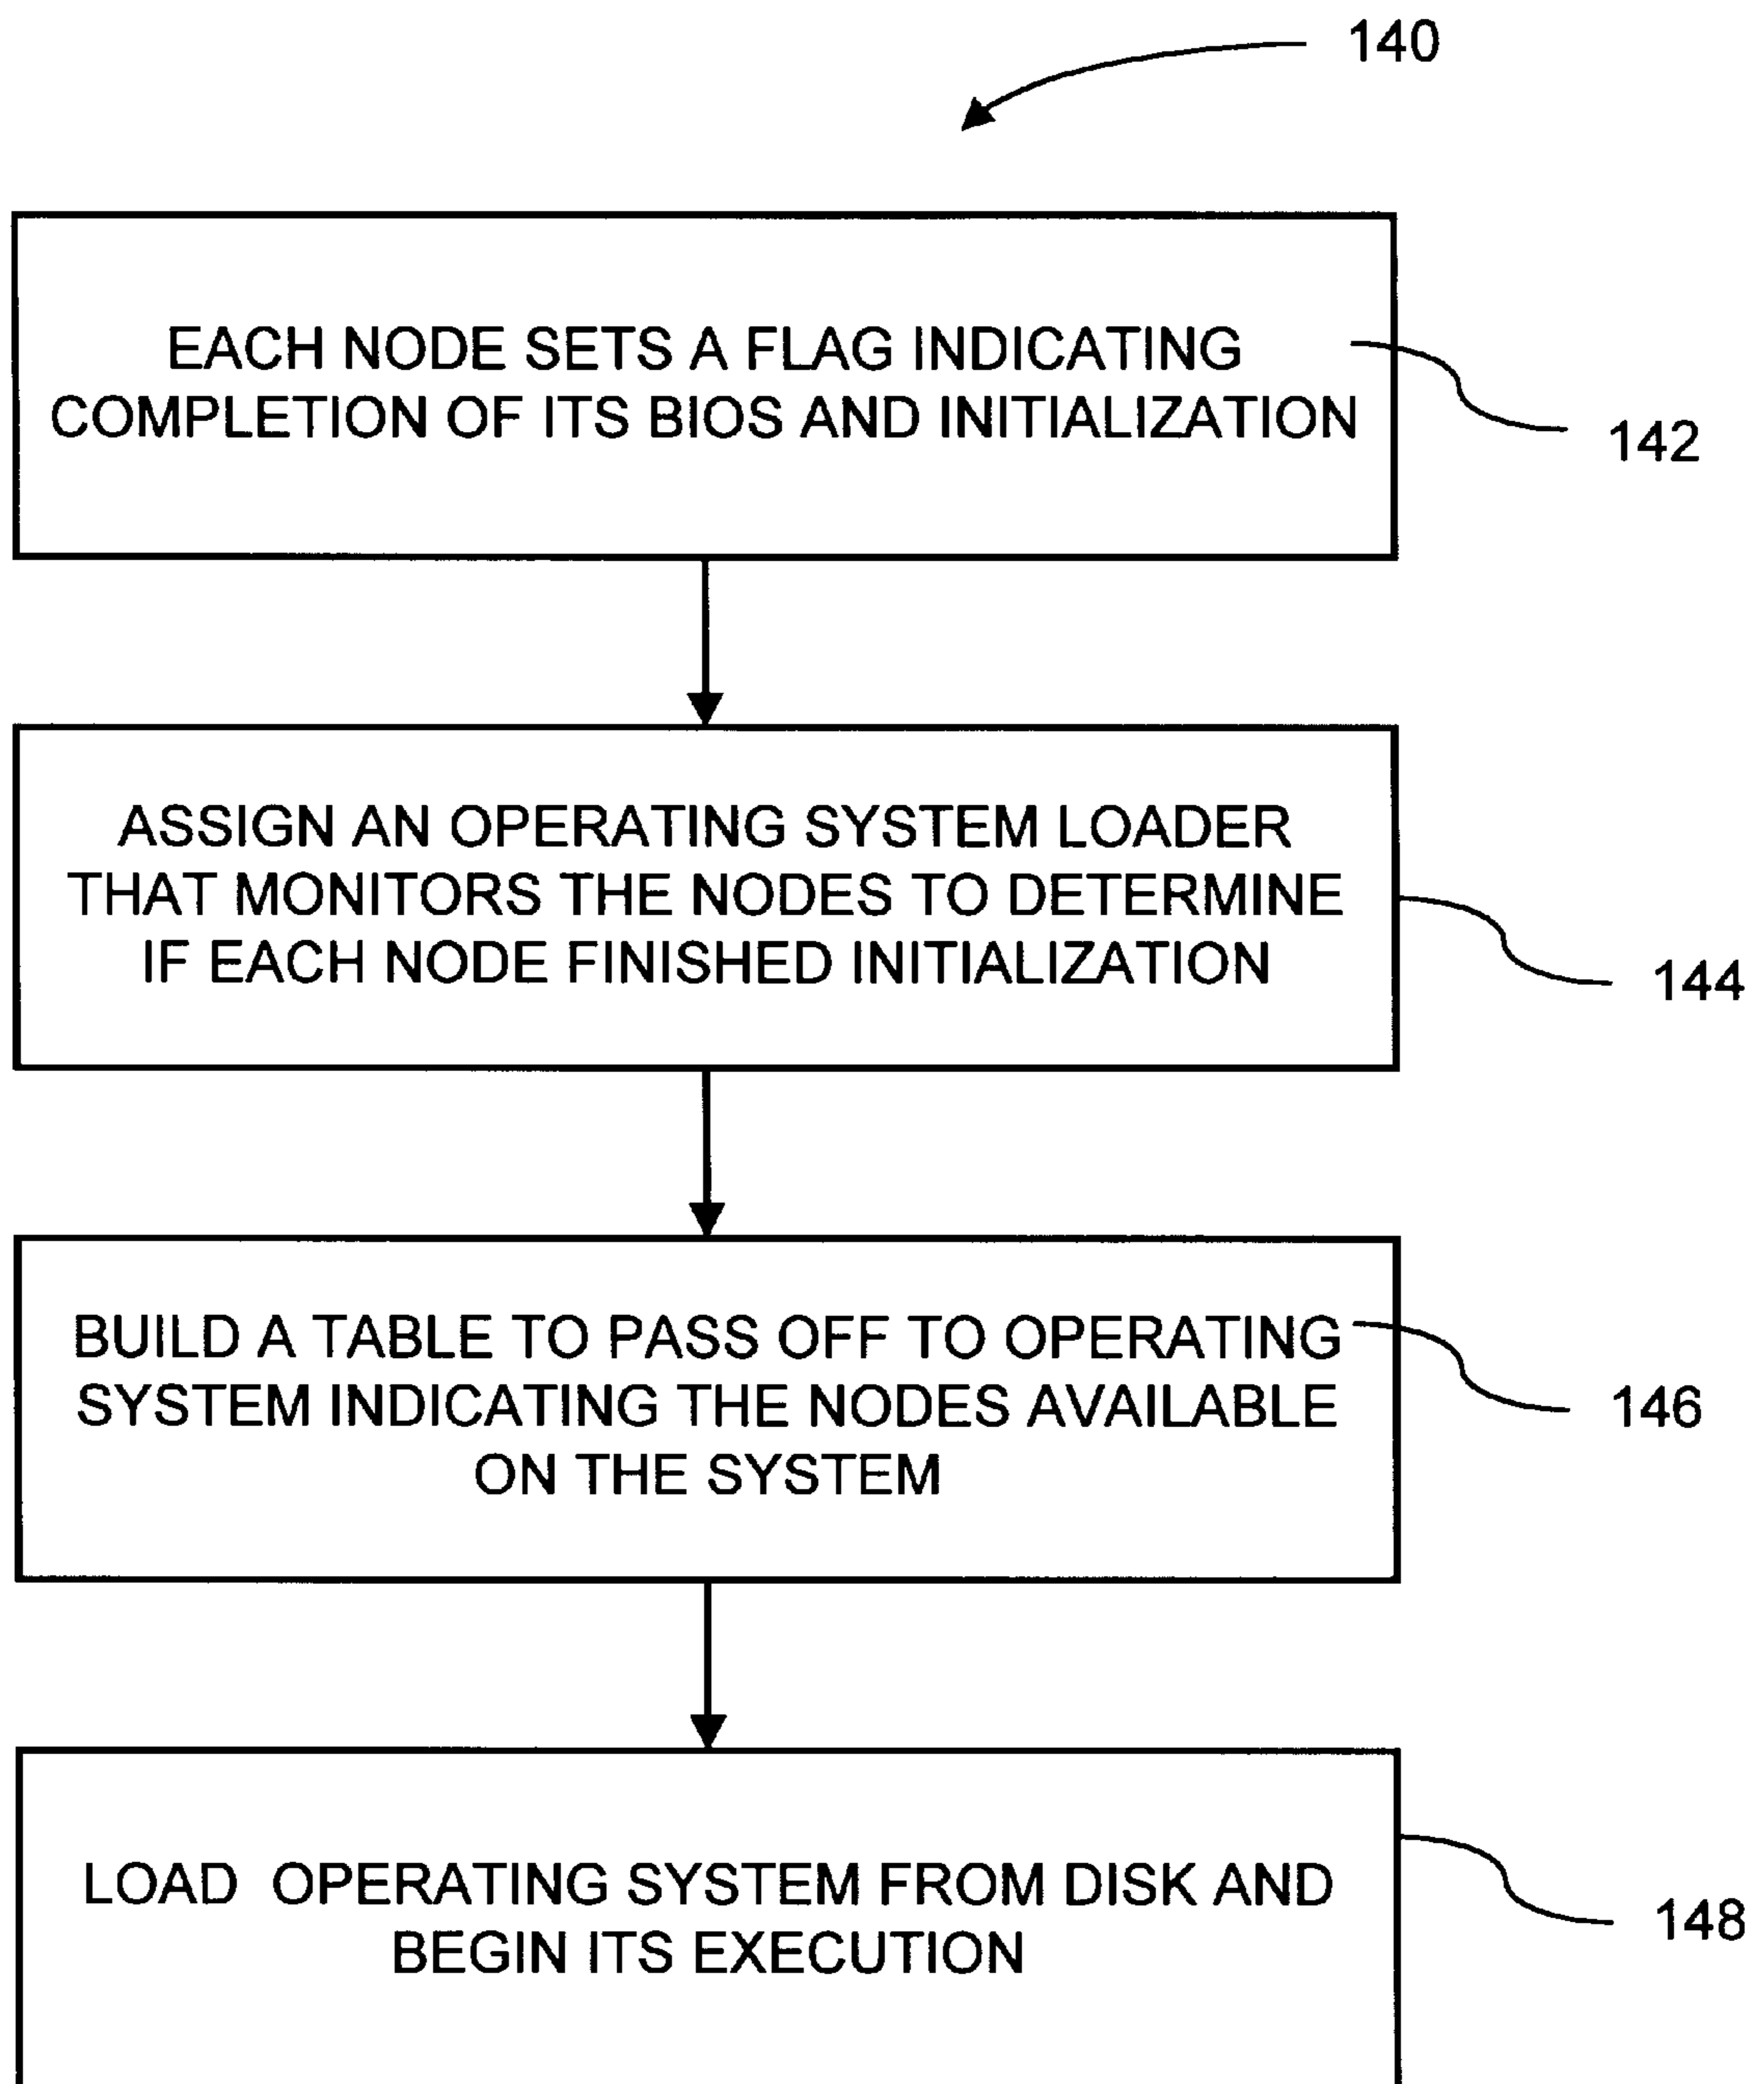 140
EACH NODE SETS A FLAG INDICATING
COMPLETION OF ITS BIOS AND INITIALIZATION
142
ASSIGN AN OPERATING SYSTEM LOADER
THAT MONITORS THE NODES TO DETERMINE
IF EACH NODE FINISHED INITIALIZATION
144
BUILD A TABLE TO PASS OFF TO OPERATING
SYSTEM INDICATING THE NODES AVAILABLE
ON THE SYSTEM
146
LOAD OPERATING SYSTEM FROM DISK AND
BEGIN ITS EXECUTION
148